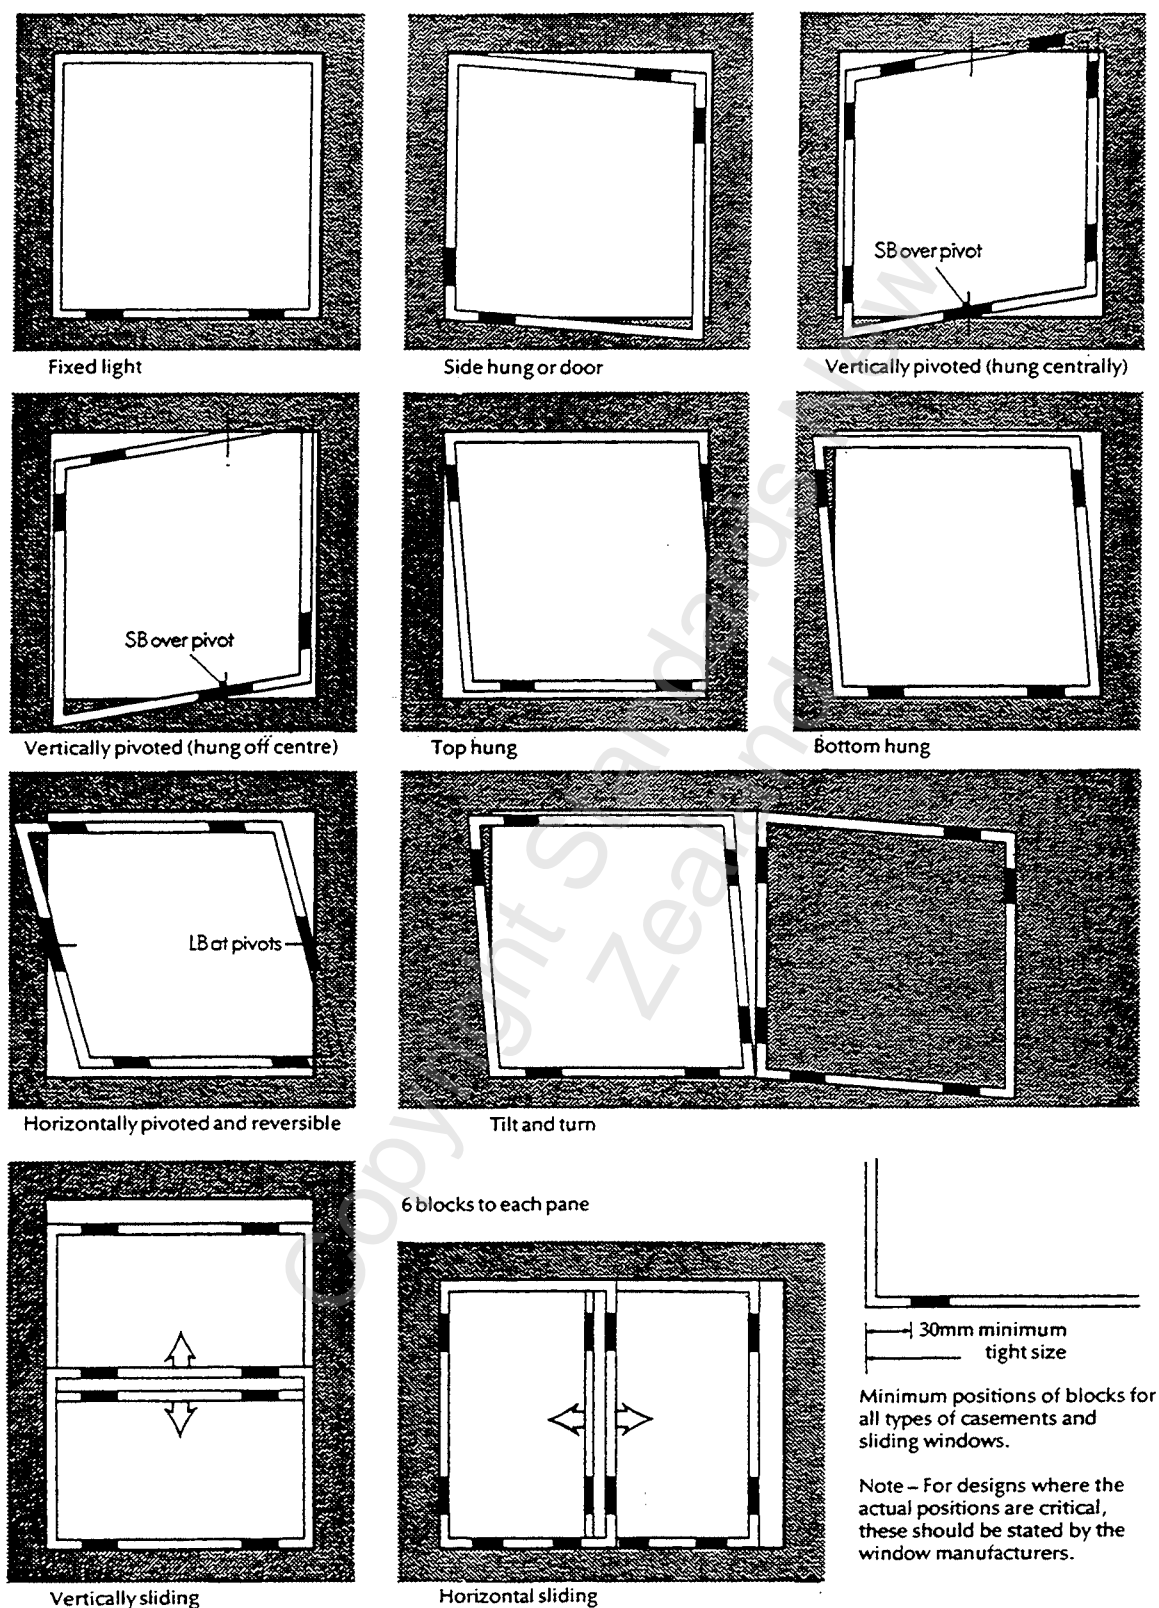 Fixed light
Side hung or door
SB over pivot
Vertically pivoted (hung centrally)
SB over pivot
Vertically pivoted (hung off centre)
Top hung
Bottom hung
LB at pivots
Horizontally pivoted and reversible
Tilt and turn
6 blocks to each pane
30mm minimum
tight size
Minimum positions of blocks for
all types of casements and
sliding windows.
Note – For designs where the
actual positions are critical,
these should be stated by the
window manufacturers.
Vertically sliding
Horizontal sliding
Copyright Standards New
Zealand